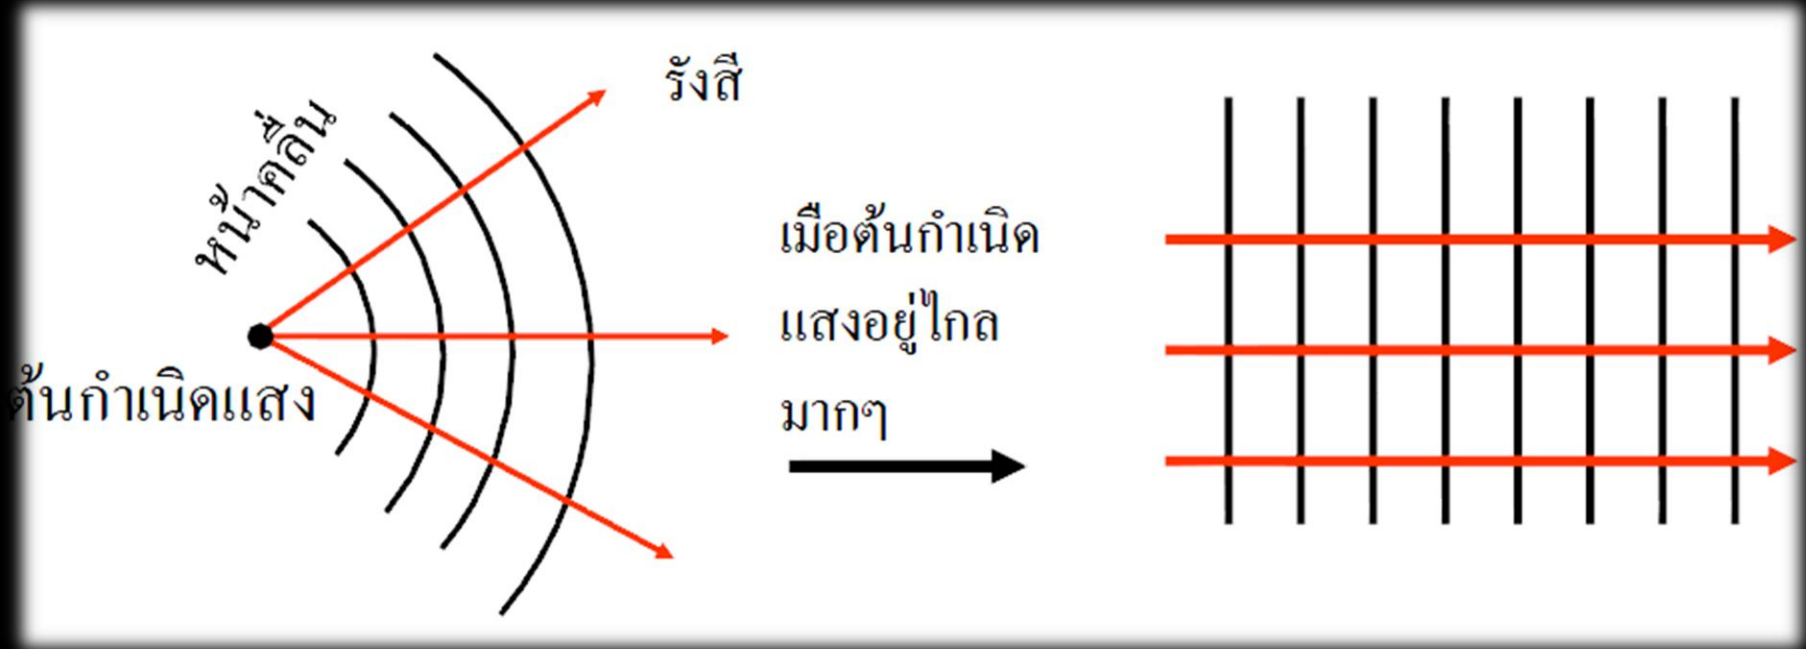 หน้าคลื่น
รังสี
ต้นกำเนิดแสง
เมื่อต้นกำเนิด
แสงอยู่ไกล
มากๆ